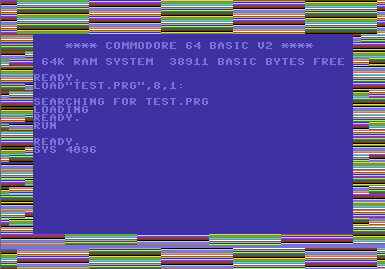 **** COMMODORE 64 BASIC V2 ****
64K RAM SYSTEM  38911 BASIC BYTES FREE
READY.
LOAD"TEST.PRG",8,1:
SEARCHING FOR TEST.PRG
LOADING
READY.
RUN
READY.
SYS 4096